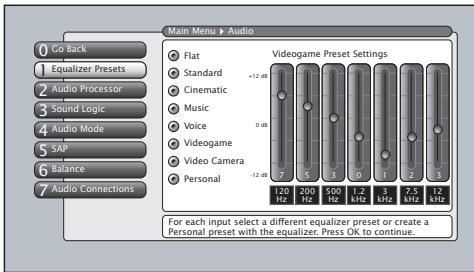 Main Menu ▸ Audio
0 Go Back
1 Equalizer Presets
2 Audio Processor
3 Sound Logic
4 Audio Mode
5 SAP
6 Balance
7 Audio Connections
Flat
Standard
Cinematic
Music
Voice
Videogame
Video Camera
Personal
Videogame Preset Settings
+12 dB
0 dB
-12 dB
7 5 3 0 1 2 3
120 Hz
200 Hz
500 Hz
1.2 kHz
3 kHz
7.5 kHz
12 kHz
For each input select a different equalizer preset or create a
Personal preset with the equalizer. Press OK to continue.